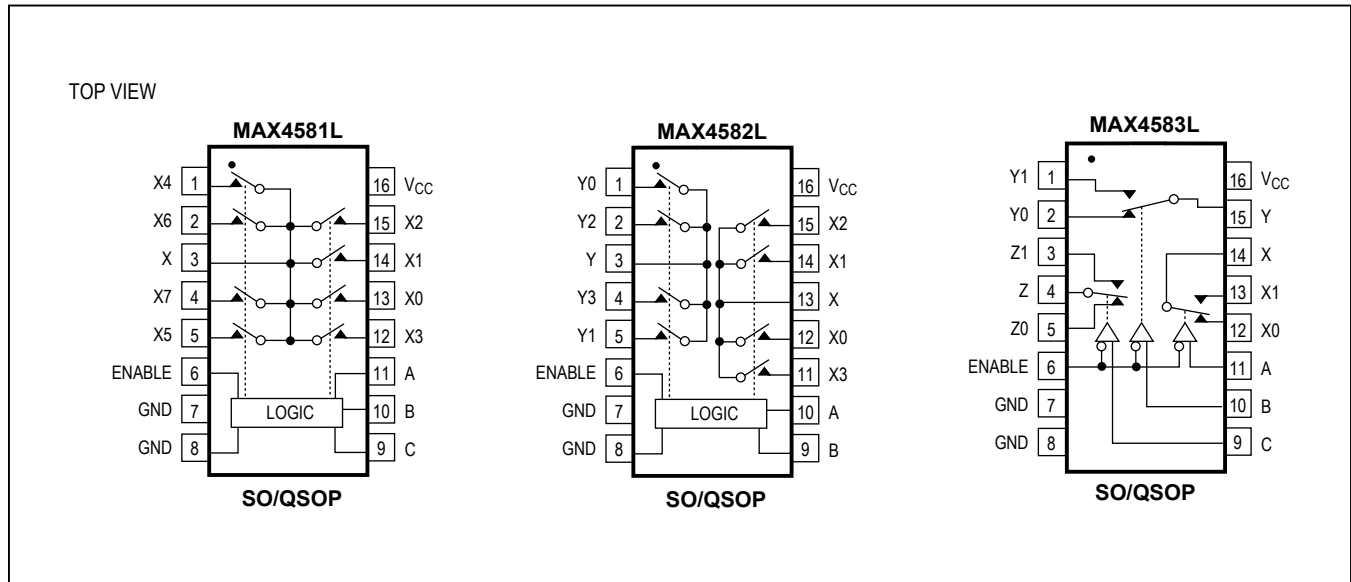 TOP VIEW
MAX4581L
X4 1
X6 2
X 3
X7 4
X5 5
ENABLE 6
GND 7
GND 8
16 VCC
15 X2
14 X1
13 X0
12 X3
11 A
10 B
9 C
LOGIC
SO/QSOP
MAX4582L
Y0 1
Y2 2
Y 3
Y3 4
Y1 5
ENABLE 6
GND 7
GND 8
16 VCC
15 X2
14 X1
13 X
12 X0
11 X3
10 A
9 B
LOGIC
SO/QSOP
MAX4583L
Y1 1
Y0 2
Z1 3
Z 4
Z0 5
ENABLE 6
GND 7
GND 8
16 VCC
15 Y
14 X
13 X1
12 X0
11 A
10 B
9 C
SO/QSOP